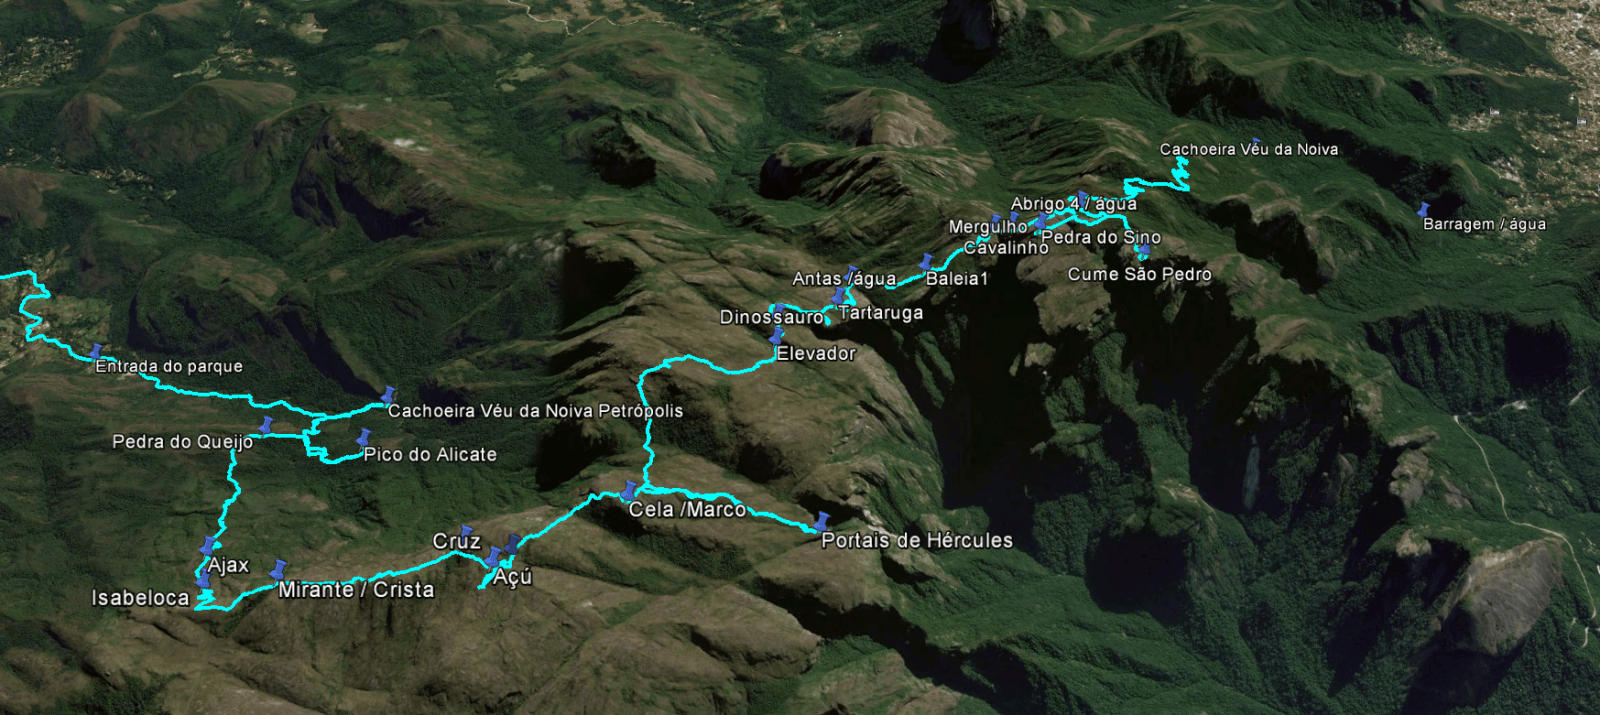 Cachoeira Véu da Noiva
Abrigo 4 / água
Barragem / água
Mergulho
Pedra do Sino
Cavalinho
Cume São Pedro
Antas /água
Baleia1
Dinossauro
Tartaruga
Elevador
Entrada do parque
Cachoeira Véu da Noiva Petrópolis
Pedra do Queijo
Pico do Alicate
Cela /Marco
Cruz
Portais de Hércules
Ajax
Açú
Mirante / Crista
Isabeloca